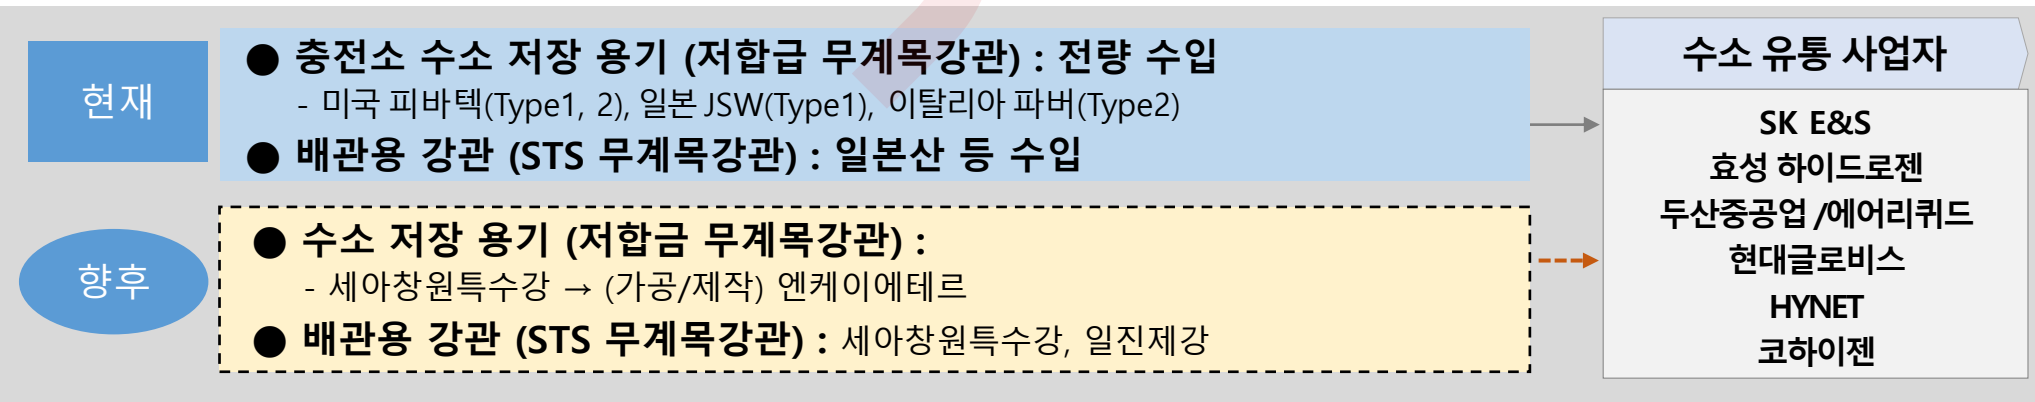 현재
● 충전소 수소 저장 용기 (저합급 무계목강관) : 전량 수입
- 미국 피바텍(Type1, 2), 일본 JSW(Type1), 이탈리아 파버(Type2)
● 배관용 강관 (STS 무계목강관) : 일본산 등 수입
향후
● 수소 저장 용기 (저합금 무계목강관) :
- 세아창원특수강 → (가공/제작) 엔케이에테르
● 배관용 강관 (STS 무계목강관) : 세아창원특수강, 일진제강
수소 유통 사업자
SK E&S
효성 하이드로젠
두산중공업 /에어리퀴드
현대글로비스
HYNET
코하이젠